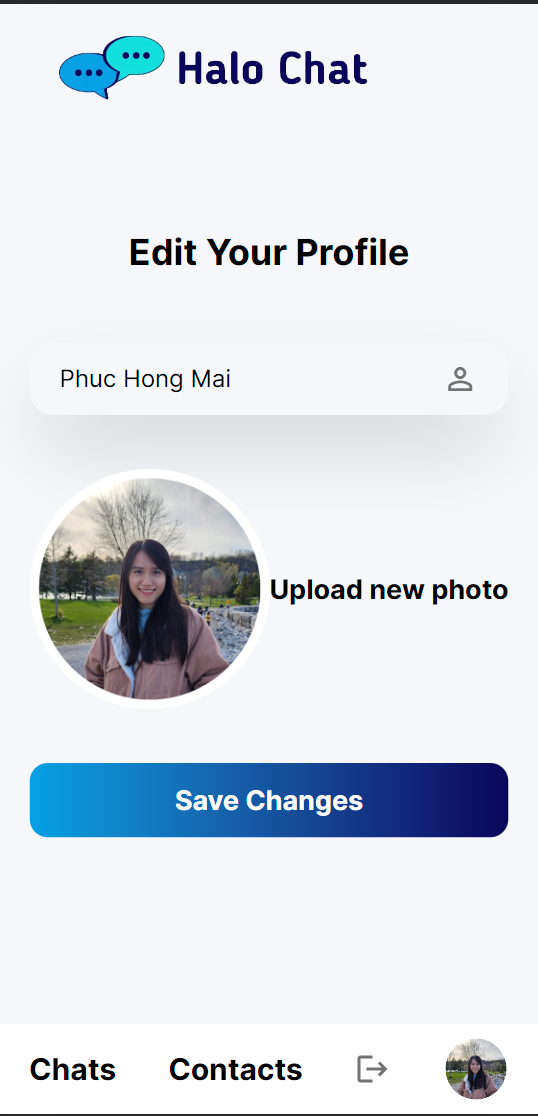 Halo Chat
Edit Your Profile
Phuc Hong Mai
Upload new photo
Save Changes
Chats
Contacts